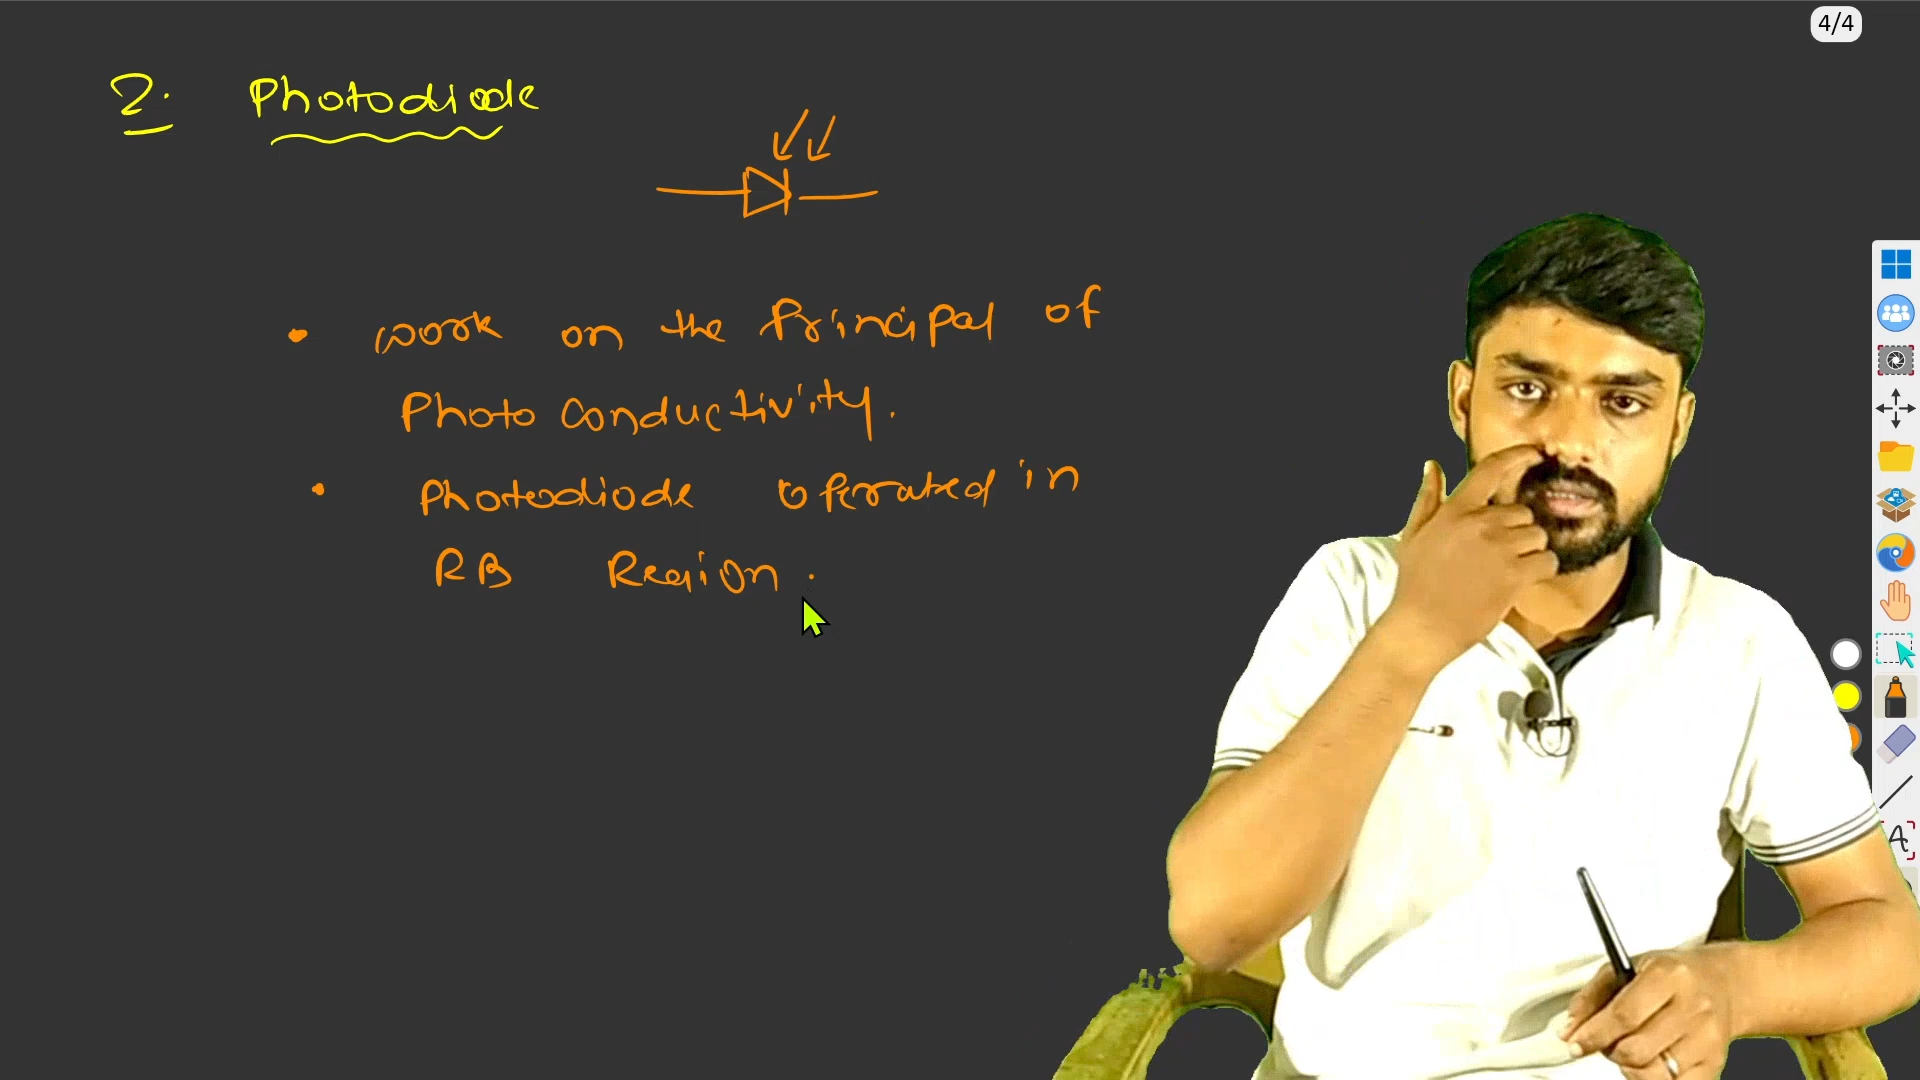 4/4
2. Photodiode
• work on the Principal of
Photo conductivity.
• Photodiode operated in
RB Region.